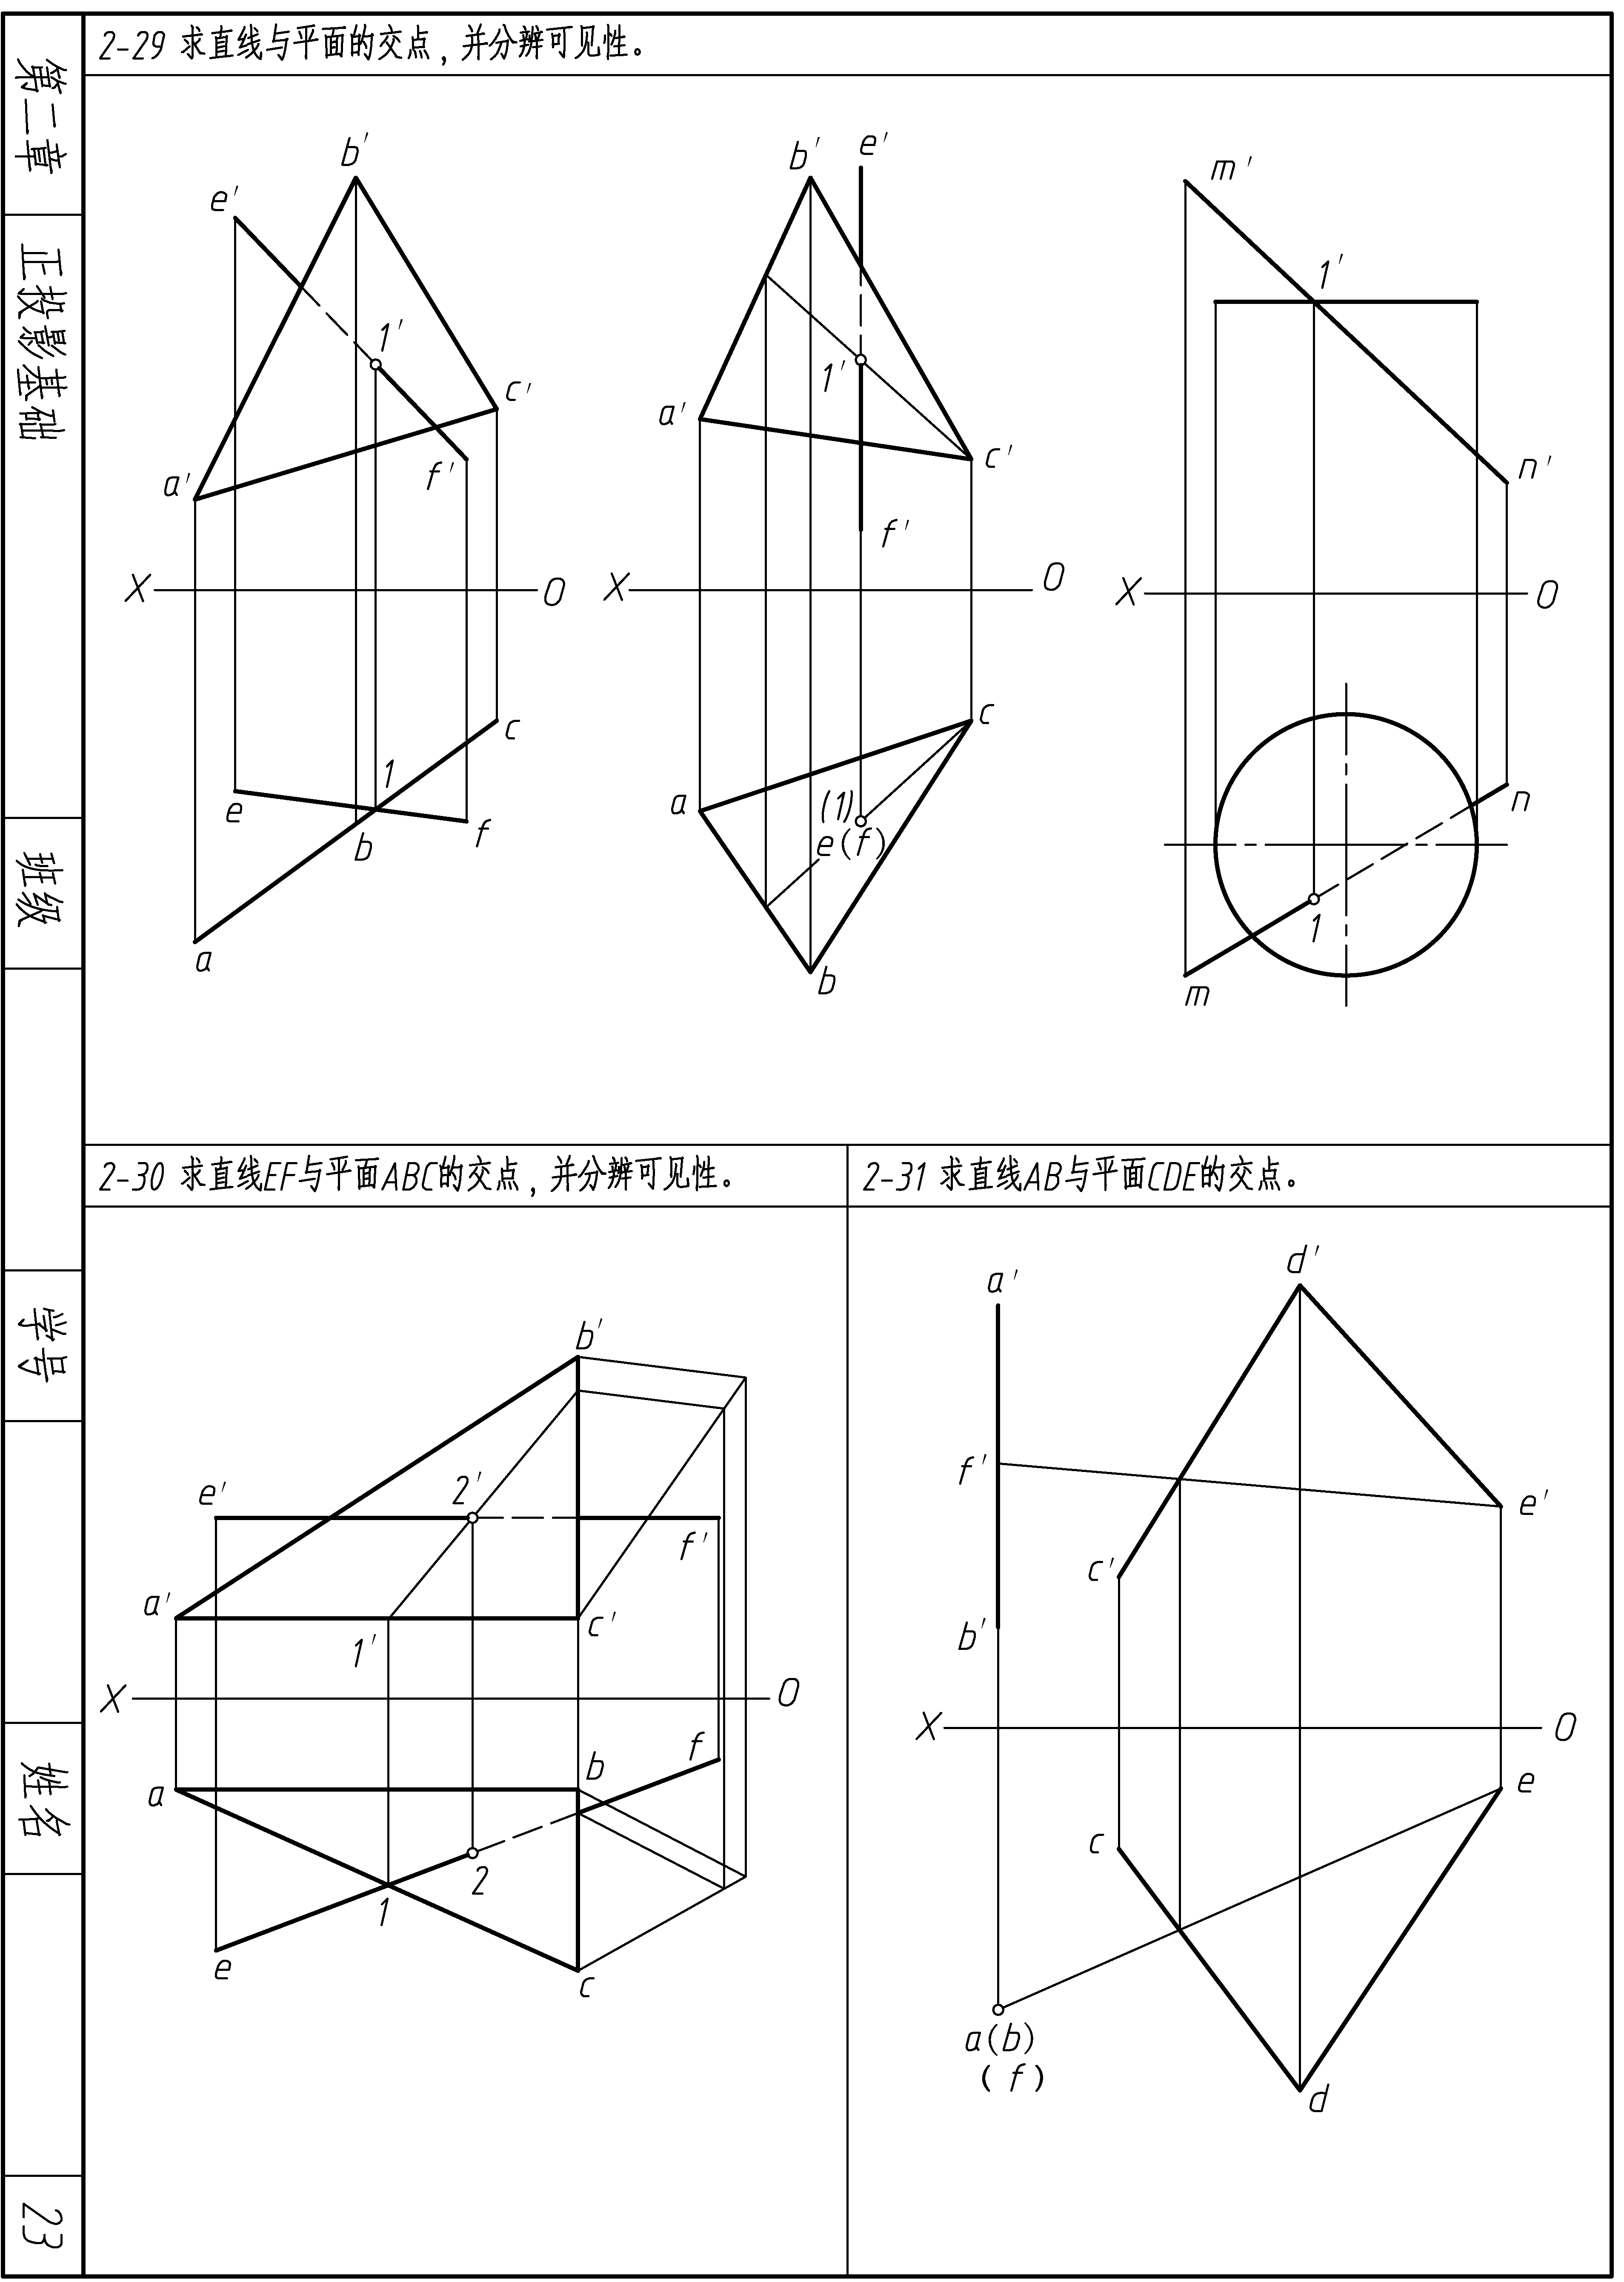 第二章
正投影基础
班级
学号
姓名
23
2-29 求直线与平面的交点，并分辨可见性。
b'
e'
1'
c'
a'
f'
X
O
c
1
e
b
f
a
b'
e'
1'
a'
c'
f'
X
O
c
a
(1)
e(f)
b
m'
1'
n'
X
O
n
1
m
2-30 求直线EF与平面ABC的交点，并分辨可见性。
b'
e'
2'
f'
a'
c'
1'
X
O
f
b
a
2
1
e
c
2-31 求直线AB与平面CDE的交点。
d'
a'
f'
e'
c'
b'
X
O
e
c
a(b)
(f)
d